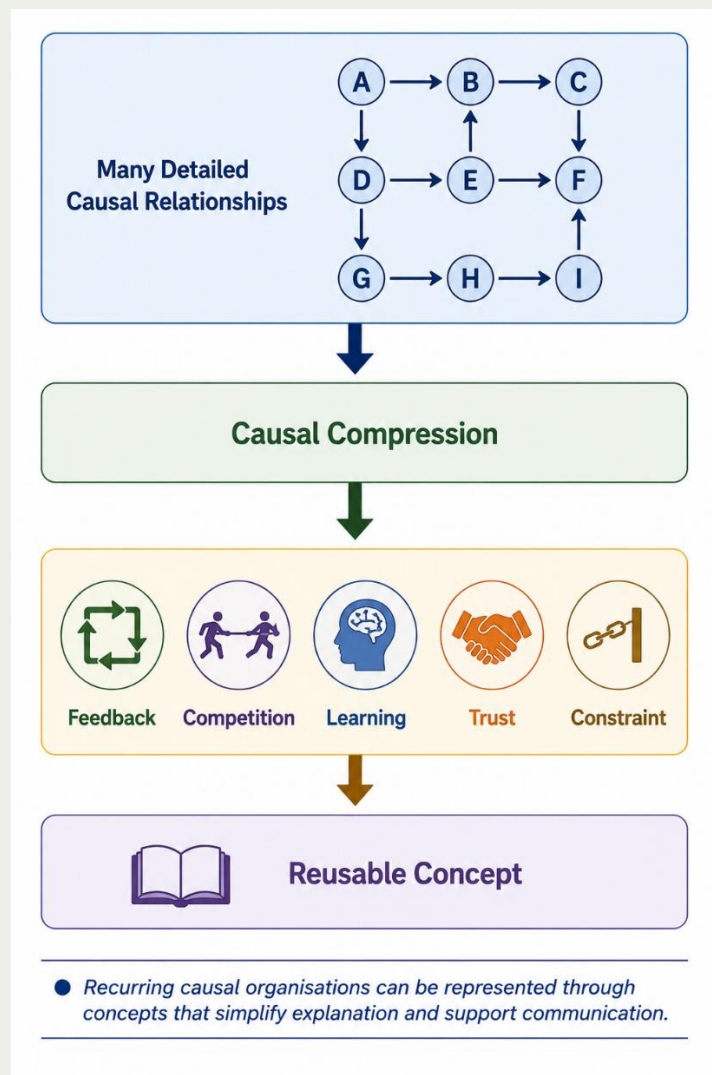 A B C
Many Detailed
Causal Relationships
D E F
G H I
Causal Compression
Feedback Competition Learning Trust Constraint
Reusable Concept
Recurring causal organisations can be represented through
concepts that simplify explanation and support communication.